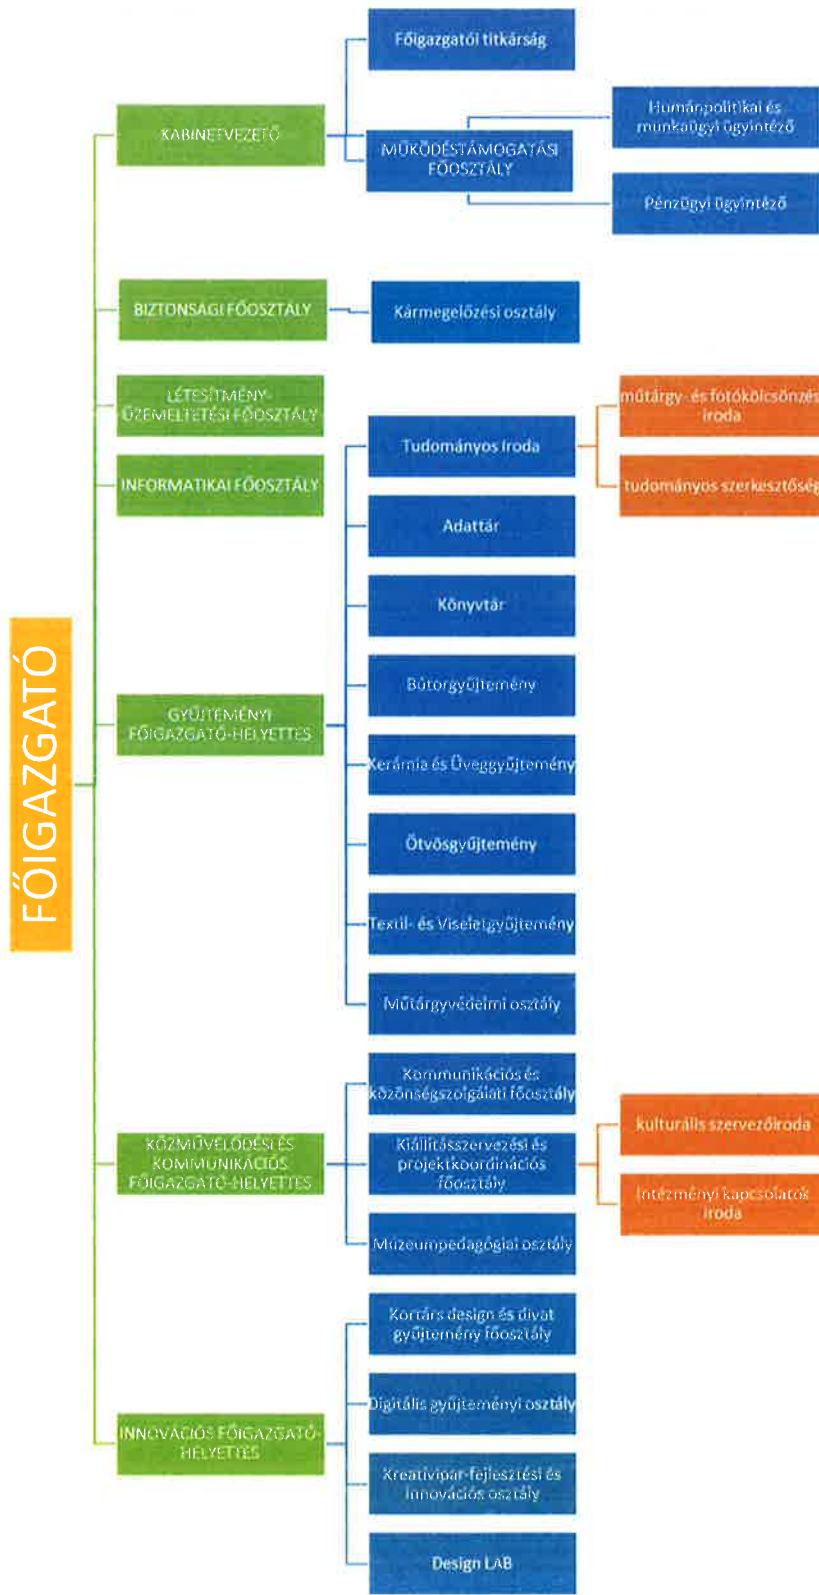 FŐIGAZGATÓ
KABINETVEZETŐ
Főigazgatói titkárság
MŰKÖDÉSTÁMOGATÁSI
FŐOSZTÁLY
Humánpolitikai és
munkaügyi ügyintéző
Pénzügyi ügyintéző
BIZTONSÁGI FŐOSZTÁLY
Kármegelőzési osztály
LÉTESÍTMÉNY-
ÜZEMELTETÉSI FŐOSZTÁLY
INFORMATIKAI FŐOSZTÁLY
GYŰJTEMÉNYI
FŐIGAZGATÓ-HELYETTES
Tudományos Iroda
műtárgy- és fotókölcsönzés
iroda
tudományos szerkesztőség
Adattár
Könyvtár
Bútorgyűjtemény
Kerámia és Üveggyűjtemény
Ötvösgyűjtemény
Textil- és Viseletgyűjtemény
Műtárgyvédelmi osztály
KÖZMŰVELŐDÉSI ÉS
KOMMUNIKÁCIÓS
FŐIGAZGATÓ-HELYETTES
Kommunikációs és
közönségszolgálati főosztály
Kiállításszervezési és
projektkoordinációs
főosztály
kulturális szervezőiroda
Intézményi kapcsolatok
iroda
Múzeumpedagógiai osztály
INNOVÁCIÓS FŐIGAZGATÓ-
HELYETTES
Kortárs design és divat
gyűjtemény főosztály
Digitális gyűjteményi osztály
Kreatívipar-fejlesztési és
Innovációs osztály
Design LAB